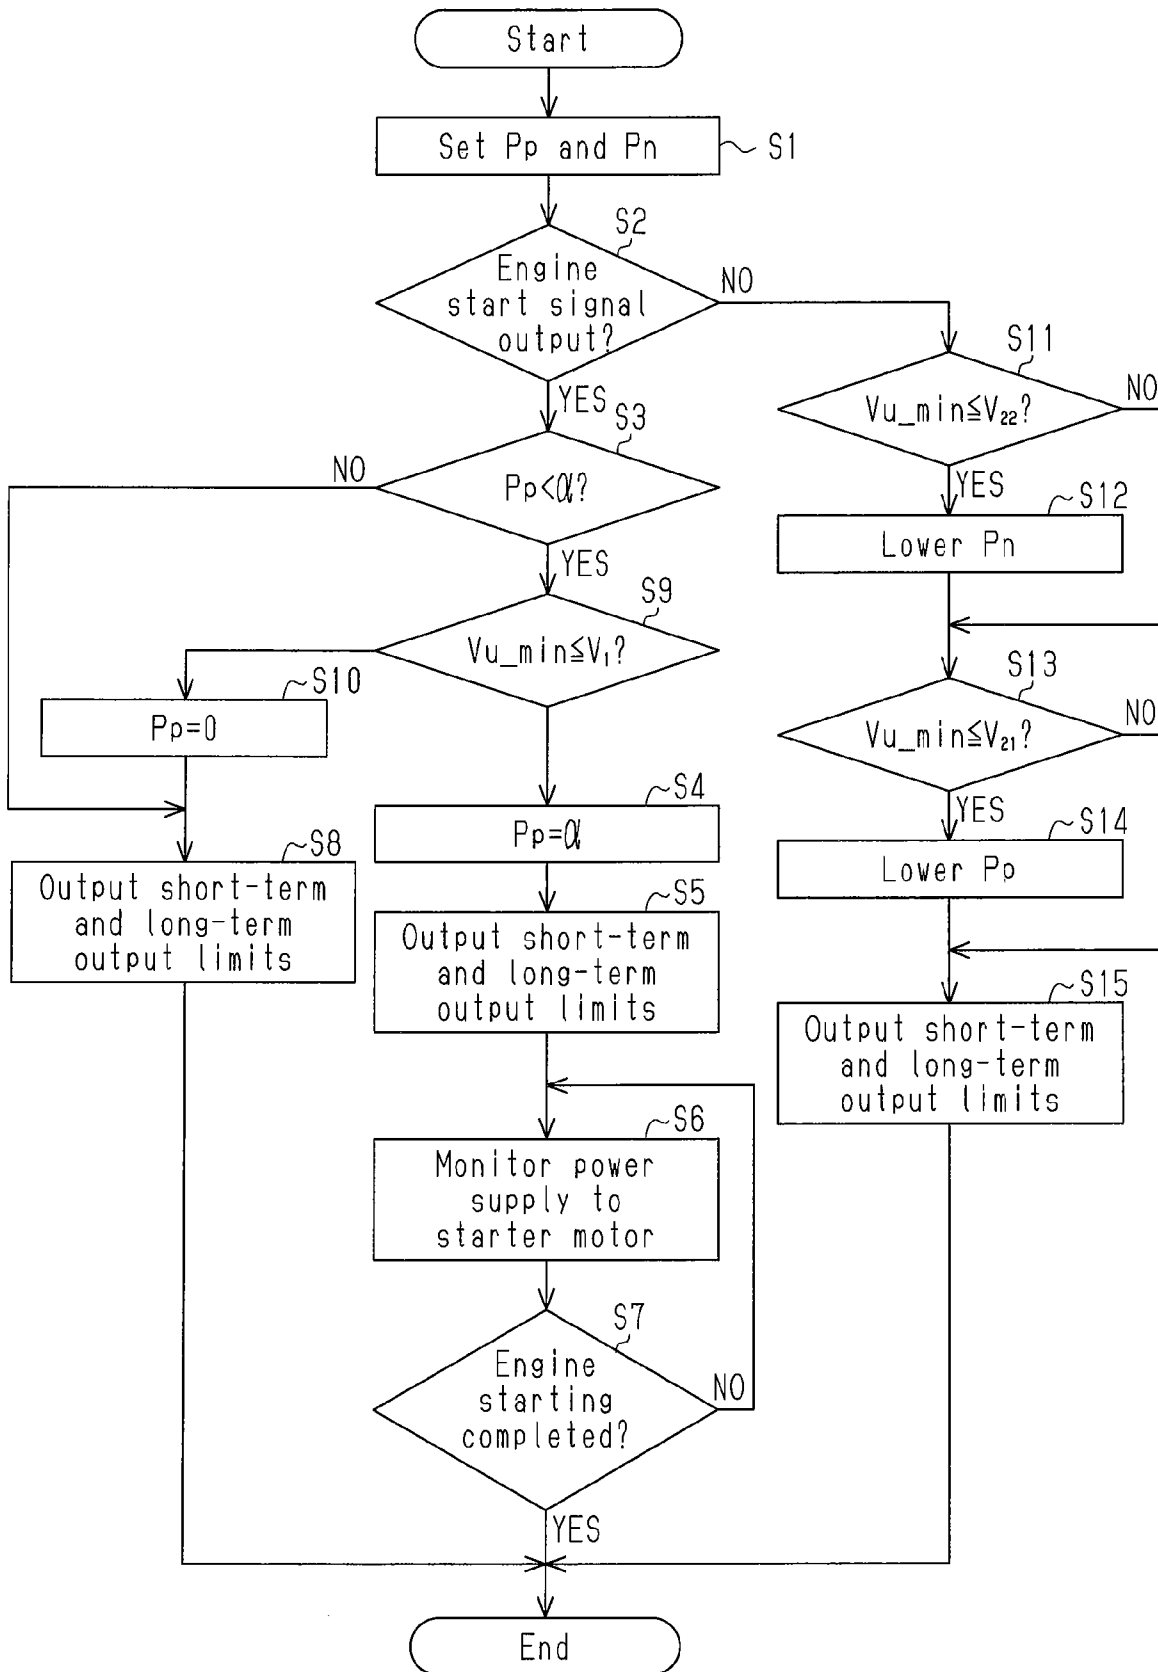 Start
Set Pp and Pn
S1
S2
Engine
start signal
output?
NO
YES
S11
Vu_min≦V₂₂?
NO
YES
S3
Pp<α?
NO
YES
S12
Lower Pn
S9
Vu_min≦V₁?
S10
Pp=0
S13
Vu_min≦V₂₁?
NO
YES
S4
Pp=α
S14
Lower Pp
S8
Output short-term
and long-term
output limits
S5
Output short-term
and long-term
output limits
S15
Output short-term
and long-term
output limits
S6
Monitor power
supply to
starter motor
S7
Engine
starting
completed?
NO
YES
End